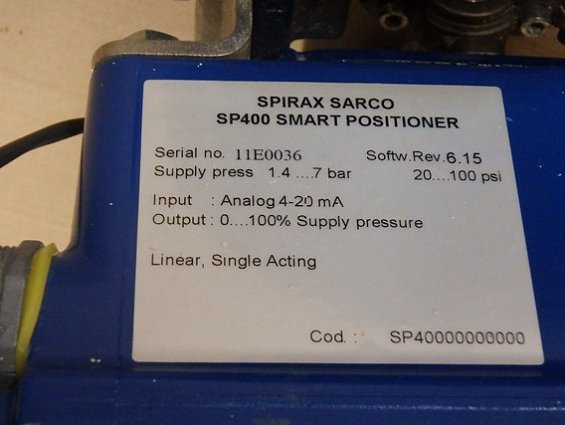 SPIRAX SARCO
SP400 SMART POSITIONER
Serial no. 11E0036 Softw.Rev.6.15
Supply press 1.4 ....7 bar 20....100 psi
Input : Analog 4-20 mA
Output : 0....100% Supply pressure
Linear, Single Acting
Cod. : SP40000000000